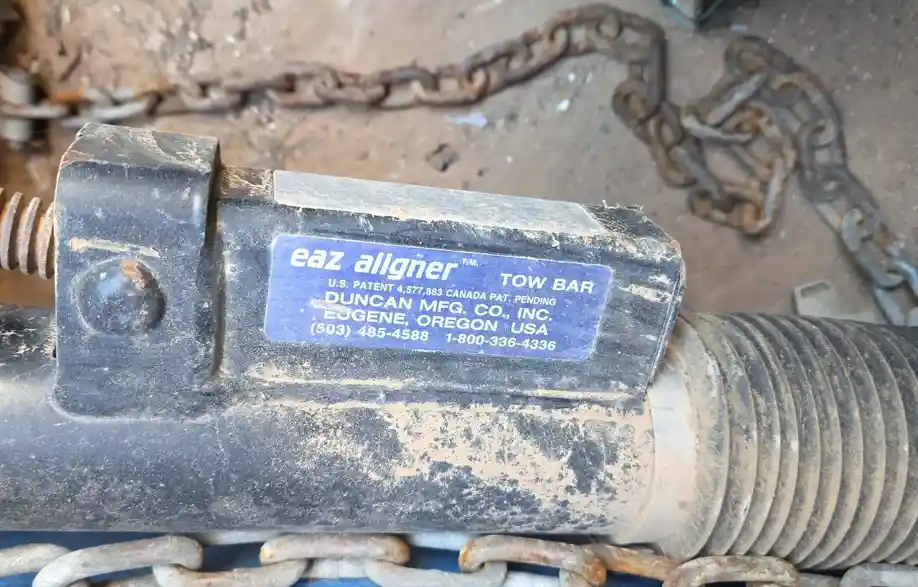 eaz aligner T.M. TOW BAR
U.S. PATENT 4,577,883 CANADA PAT. PENDING
DUNCAN MFG. CO., INC.
EUGENE, OREGON USA
(503) 485-4588 1-800-336-4336